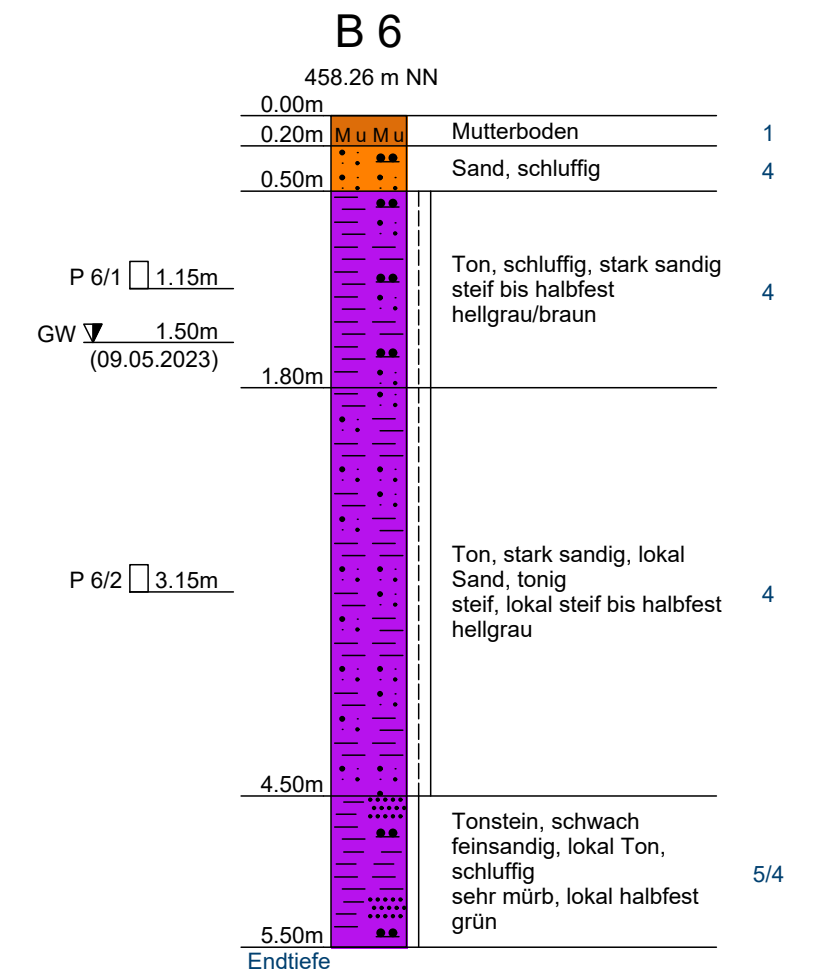 B 6
458.26 m NN
0.00m
0.20m Mu Mu Mutterboden 1
Sand, schluffig 4
0.50m
Ton, schluffig, stark sandig
steif bis halbfest
hellgrau/braun
4
P 6/1 1.15m
GW 1.50m
(09.05.2023)
1.80m
Ton, stark sandig, lokal
Sand, tonig
steif, lokal steif bis halbfest
hellgrau
4
P 6/2 3.15m
4.50m
Tonstein, schwach
feinsandig, lokal Ton,
schluffig
sehr mürb, lokal halbfest
grün
5/4
5.50m
Endtiefe